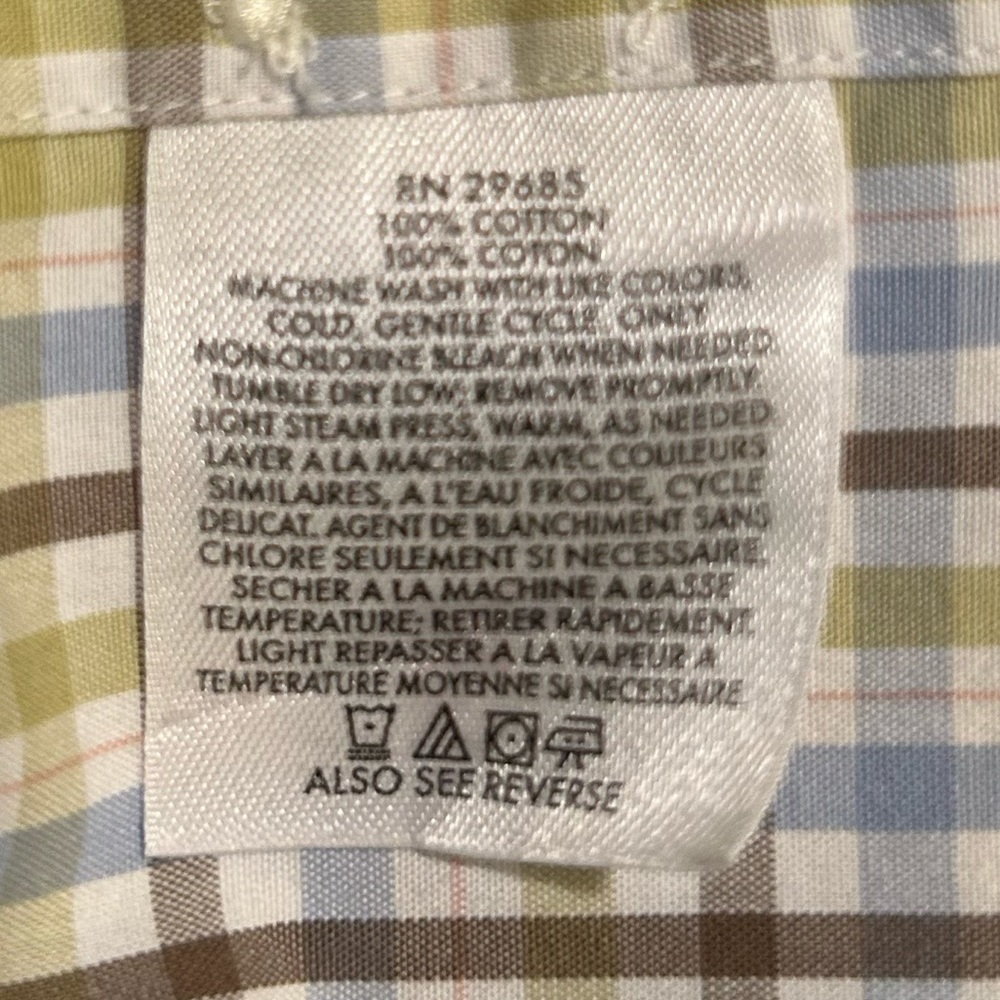 RN 29685
100% COTTON
100% COTON
MACHINE WASH WITH LIKE COLORS,
COLD, GENTLE CYCLE. ONLY
NON-CHLORINE BLEACH WHEN NEEDED.
TUMBLE DRY LOW; REMOVE PROMPTLY.
LIGHT STEAM PRESS, WARM, AS NEEDED
LAVER A LA MACHINE AVEC COULEURS
SIMILAIRES, A L'EAU FROIDE, CYCLE
DELICAT. AGENT DE BLANCHIMENT SANS
CHLORE SEULEMENT SI NECESSAIRE.
SECHER A LA MACHINE A BASSE
TEMPERATURE; RETIRER RAPIDEMENT.
LIGHT REPASSER A LA VAPEUR A
TEMPERATURE MOYENNE SI NECESSAIRE
ALSO SEE REVERSE